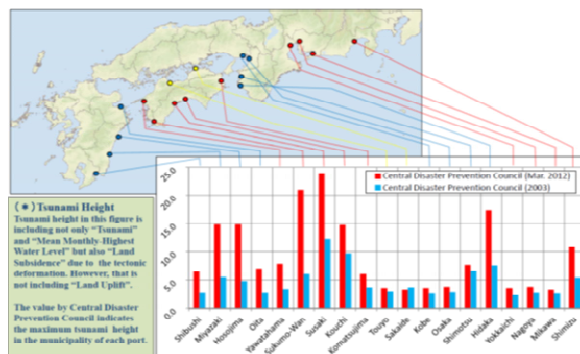 (＊) Tsunami Height
Tsunami height in this figure is
including not only “Tsunami”
and “Mean Monthly-Highest
Water Level” but also “Land
Subsidence” due to the tectonic
deformation. However, that is
not including “Land Uplift”.
The value by Central Disaster
Prevention Council indicates
the maximum tsunami height
in the municipality of each port.
Central Disaster Prevention Council (Mar. 2012)
Central Disaster Prevention Council (2003)
25.0
20.0
15.0
10.0
5.0
0.0
Shibushi
Miyazaki
Hososjima
Oita
Yawatahama
Sukumo-Wan
Susaki
Kouchi
Komatsujima
Touyo
Sakaide
Kobe
Osaka
Shimotsu
Hidaka
Yokkaichi
Nagoya
Mikawa
Shimizu